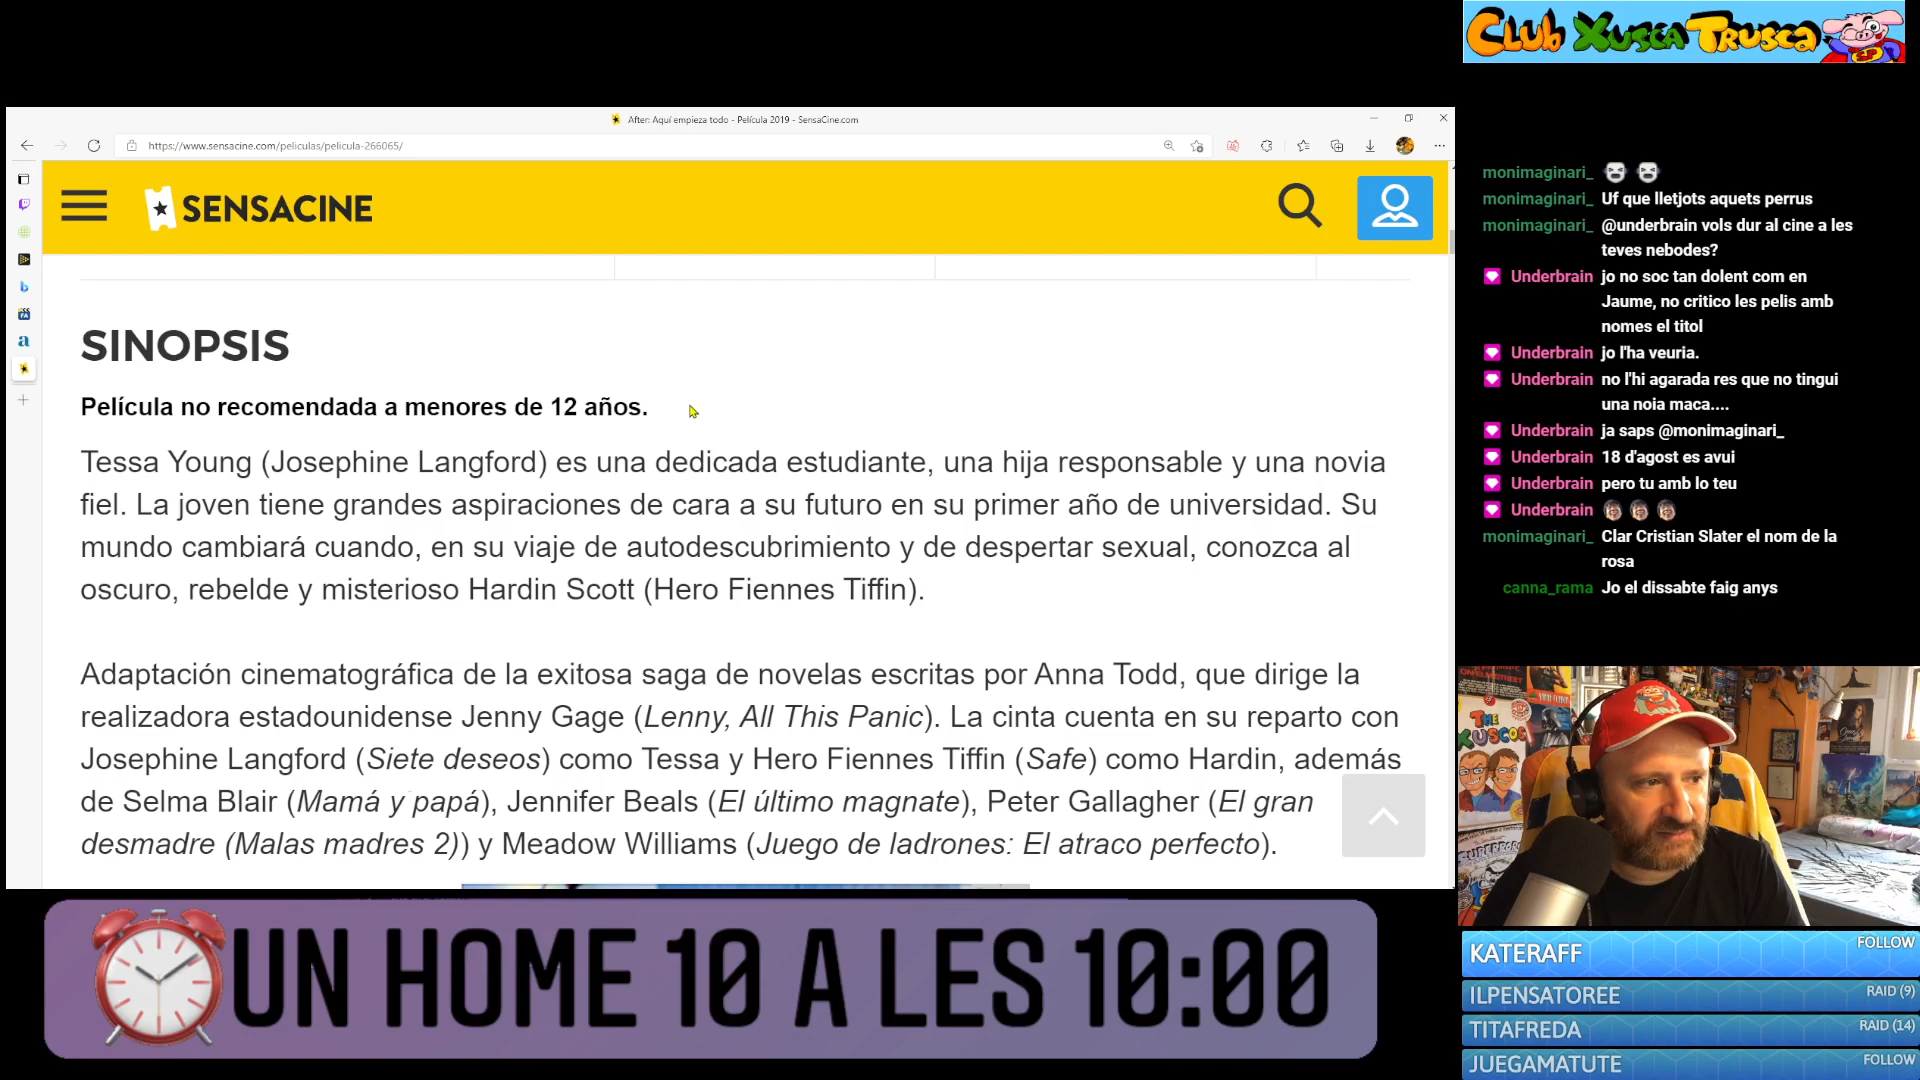 CLUB XUSCA TRUSCA
After: Aquí empieza todo - Película 2019 - SensaCine.com
https://www.sensacine.com/peliculas/pelicula-266065/
SENSACINE
SINOPSIS
Película no recomendada a menores de 12 años.
Tessa Young (Josephine Langford) es una dedicada estudiante, una hija responsable y una novia
fiel. La joven tiene grandes aspiraciones de cara a su futuro en su primer año de universidad. Su
mundo cambiará cuando, en su viaje de autodescubrimiento y de despertar sexual, conozca al
oscuro, rebelde y misterioso Hardin Scott (Hero Fiennes Tiffin).
Adaptación cinematográfica de la exitosa saga de novelas escritas por Anna Todd, que dirige la
realizadora estadounidense Jenny Gage (Lenny, All This Panic). La cinta cuenta en su reparto con
Josephine Langford (Siete deseos) como Tessa y Hero Fiennes Tiffin (Safe) como Hardin, además
de Selma Blair (Mamá y papá), Jennifer Beals (El último magnate), Peter Gallagher (El gran
desmadre (Malas madres 2)) y Meadow Williams (Juego de ladrones: El atraco perfecto).
monimaginari_
monimaginari_ Uf que lletjots aquets perrus
monimaginari_ @underbrain vols dur al cine a les
teves nebodes?
Underbrain jo no soc tan dolent com en
Jaume, no critico les pelis amb
nomes el titol
Underbrain jo l'ha veuria.
Underbrain no l'hi agarada res que no tingui
una noia maca....
Underbrain ja saps @monimaginari_
Underbrain 18 d'agost es avui
Underbrain pero tu amb lo teu
Underbrain
monimaginari_ Clar Cristian Slater el nom de la
rosa
canna_rama Jo el dissabte faig anys
THE
XUSCOS
UN HOME 10 A LES 10:00
KATERAFF FOLLOW
ILPENSATOREE RAID (9)
TITAFREDA RAID (14)
JUEGAMATUTE FOLLOW